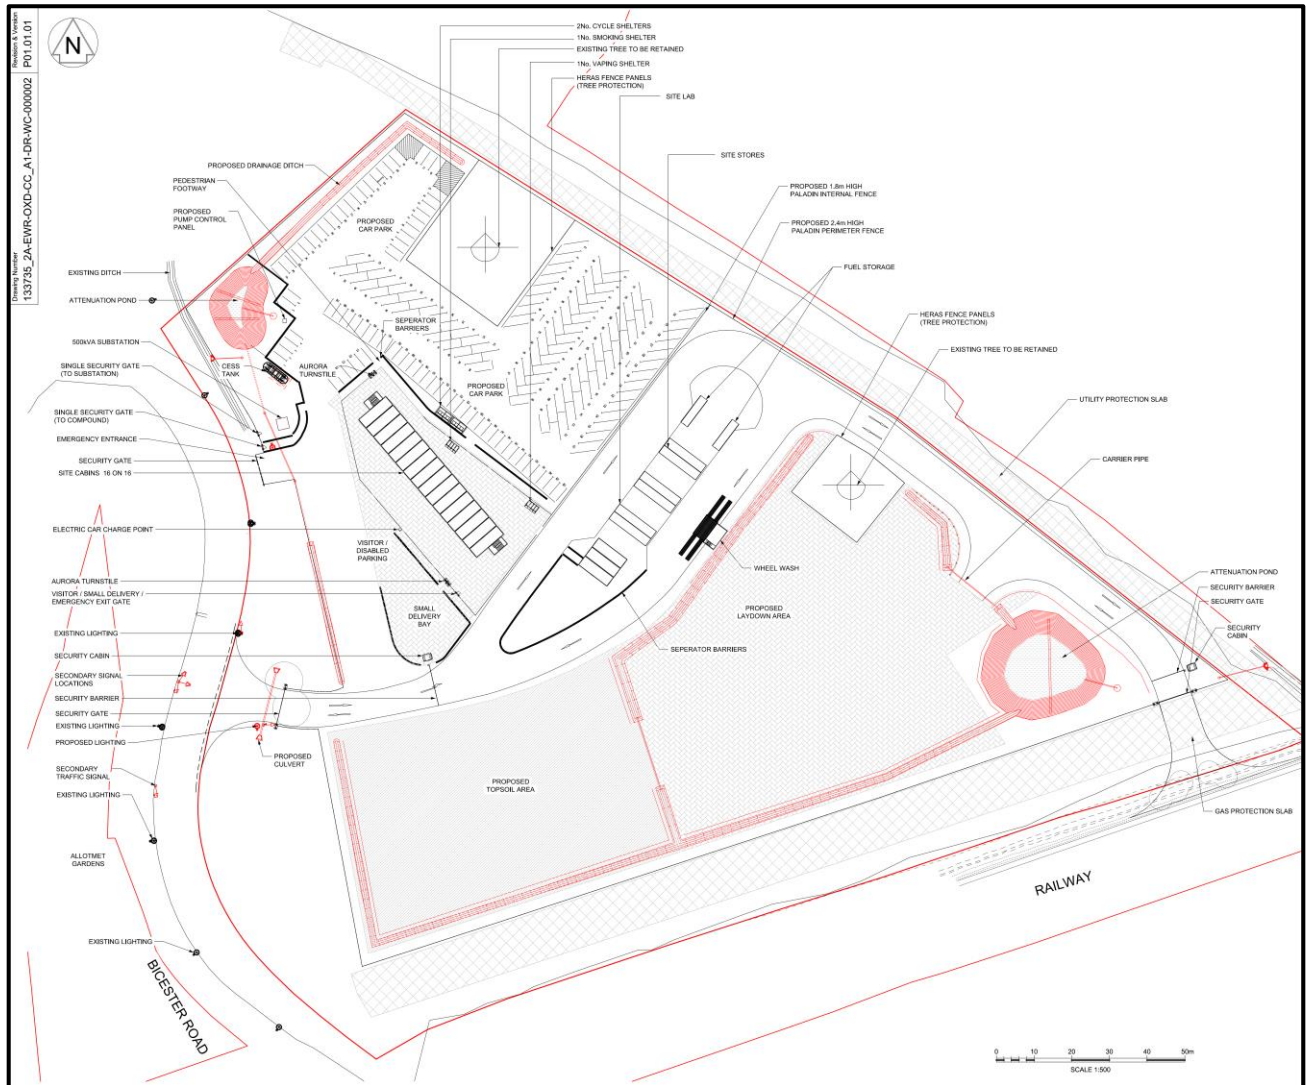 Revision & Version
P01.01.01
Drawing Number
133735_2A-EWR-OXD-CC_A1-DR-WC-000002
N
2No. CYCLE SHELTERS
1No. SMOKING SHELTER
EXISTING TREE TO BE RETAINED
1No. VAPING SHELTER
HERAS FENCE PANELS
(TREE PROTECTION)
SITE LAB
SITE STORES
PROPOSED 1.8m HIGH
PALADIN INTERNAL FENCE
PROPOSED 2.4m HIGH
PALADIN PERIMETER FENCE
FUEL STORAGE
HERAS FENCE PANELS
(TREE PROTECTION)
EXISTING TREE TO BE RETAINED
UTILITY PROTECTION SLAB
CARRIER PIPE
ATTENUATION POND
SECURITY BARRIER
SECURITY GATE
SECURITY
CABIN
GAS PROTECTION SLAB
PROPOSED DRAINAGE DITCH
PEDESTRIAN
FOOTWAY
PROPOSED
PUMP CONTROL
PANEL
EXISTING DITCH
ATTENUATION POND
500kVA SUBSTATION
SINGLE SECURITY GATE
(TO SUBSTATION)
SINGLE SECURITY GATE
(TO COMPOUND)
EMERGENCY ENTRANCE
SECURITY GATE
SITE CABINS 16 ON 16
ELECTRIC CAR CHARGE POINT
AURORA TURNSTILE
VISITOR / SMALL DELIVERY /
EMERGENCY EXIT GATE
EXISTING LIGHTING
SECURITY CABIN
SECONDARY SIGNAL
LOCATIONS
SECURITY BARRIER
SECURITY GATE
EXISTING LIGHTING
PROPOSED LIGHTING
SECONDARY
TRAFFIC SIGNAL
EXISTING LIGHTING
ALLOTMET
GARDENS
EXISTING LIGHTING
BICESTER ROAD
PROPOSED
CAR PARK
SEPERATOR
BARRIERS
CESS
TANK
AURORA
TURNSTILE
PROPOSED
CAR PARK
VISITOR /
DISABLED
PARKING
SMALL
DELIVERY
BAY
WHEEL WASH
PROPOSED
LAYDOWN AREA
SEPERATOR BARRIERS
PROPOSED
CULVERT
PROPOSED
TOPSOIL AREA
RAILWAY
0 10 20 30 40 50m
SCALE 1:500